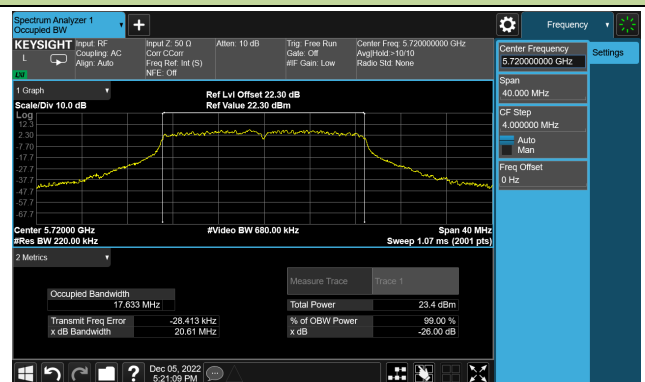 Spectrum Analyzer 1
Occupied BW
Frequency
KEYSIGHT
L
Input: RF
Coupling: AC
Align: Auto
Input Z: 50 Ω
Corr CCorr
Freq Ref: Int (S)
NFE: Off
Atten: 10 dB
Trig: Free Run
Gate: Off
#IF Gain: Low
Center Freq: 5.720000000 GHz
Avg|Hold:>10/10
Radio Std: None
LXI
Center Frequency
5.720000000 GHz
Settings
Span
40.000 MHz
CF Step
4.000000 MHz
Auto
Man
Freq Offset
0 Hz
1 Graph
Scale/Div 10.0 dB
Ref Lvl Offset 22.30 dB
Ref Value 22.30 dBm
Log
12.3
2.30
-7.70
-17.7
-27.7
-37.7
-47.7
-57.7
-67.7
Center 5.72000 GHz
#Video BW 680.00 kHz
Span 40 MHz
#Res BW 220.00 kHz
Sweep 1.07 ms (2001 pts)
2 Metrics
Measure Trace
Trace 1
Occupied Bandwidth
17.633 MHz
Total Power
23.4 dBm
Transmit Freq Error
-28.413 kHz
% of OBW Power
99.00 %
x dB Bandwidth
20.61 MHz
x dB
-26.00 dB
?
Dec 05, 2022
5:21:09 PM